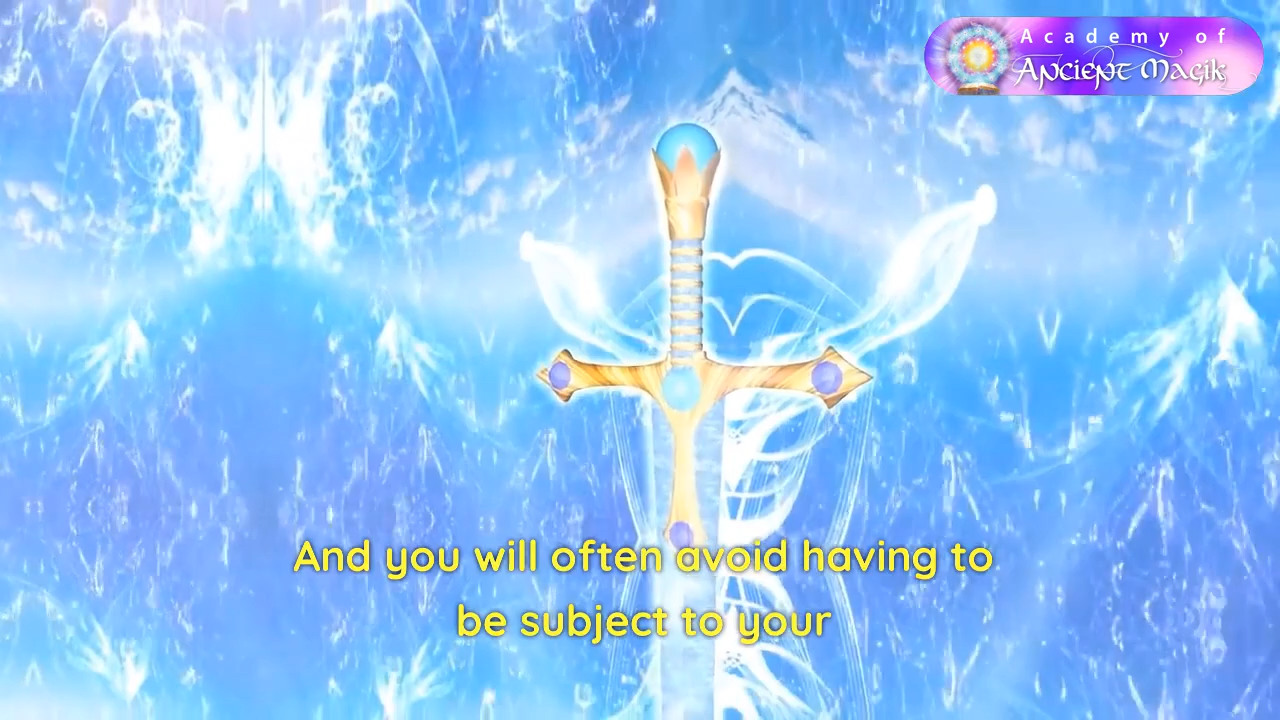 Academy of
Ancient Magik
And you will often avoid having to
be subject to your